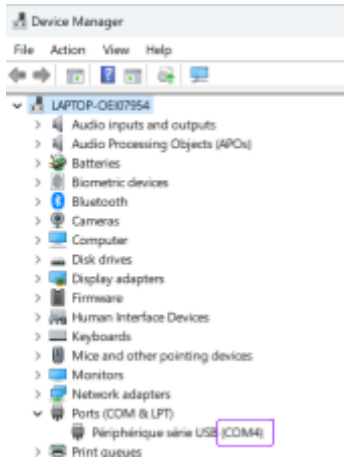 Device Manager
File Action View Help
LAPTOP-OEI07954
Audio inputs and outputs
Audio Processing Objects (APOs)
Batteries
Biometric devices
Bluetooth
Cameras
Computer
Disk drives
Display adapters
Firmware
Human Interface Devices
Keyboards
Mice and other pointing devices
Monitors
Network adapters
Ports (COM & LPT)
Périphérique série USB (COM4)
Print queues